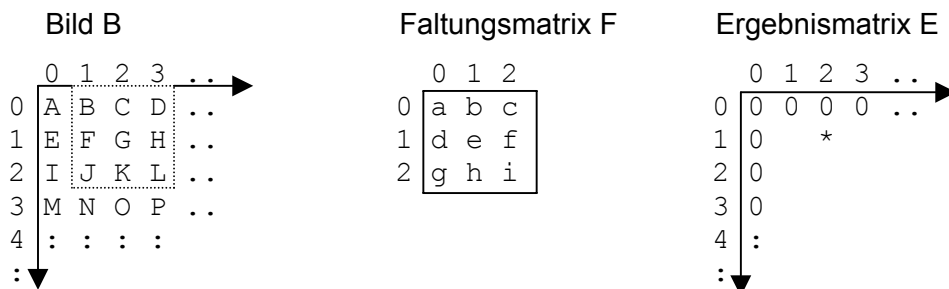 Bild B Faltungsmatrix F Ergebnismatrix E
0 1 2 3 .. 0 1 2 0 1 2 3 ..
0 A B C D .. 0 a b c 0 0 0 0 0 ..
1 E F G H .. 1 d e f 1 0 *
2 I J K L .. 2 g h i 2 0
3 M N O P .. 3 0
4 : : : : 4 :
: :